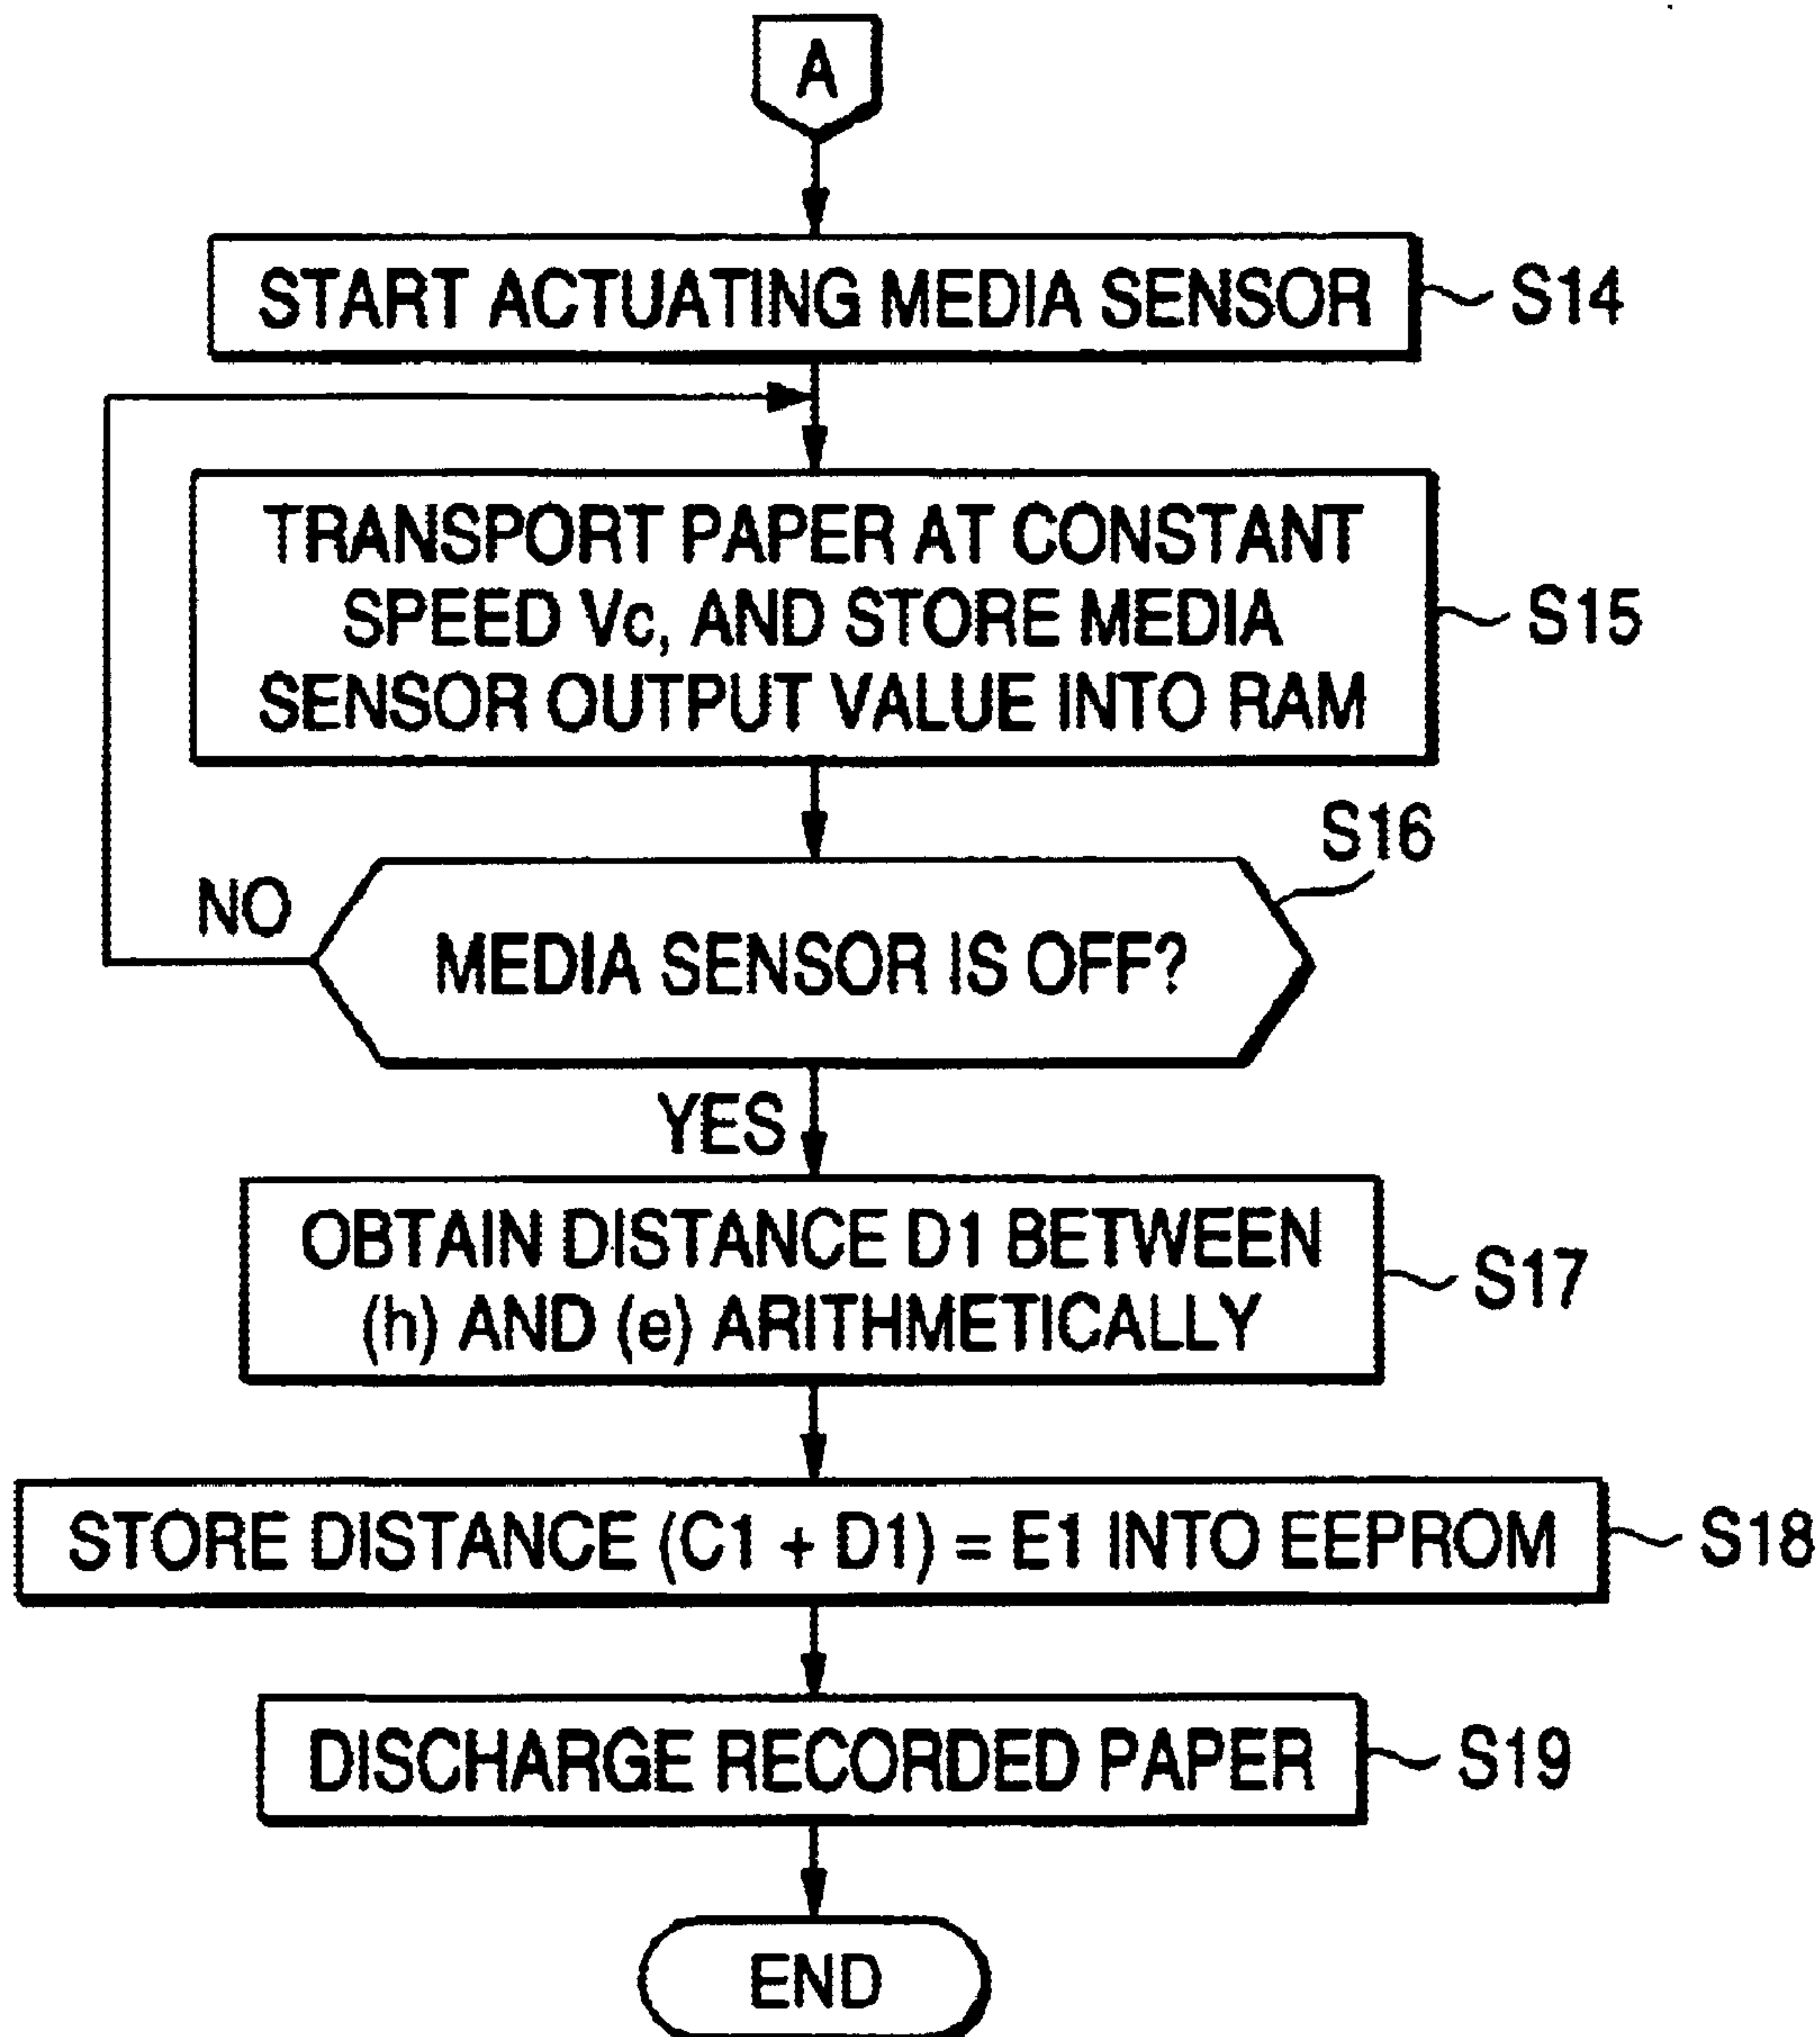 A
START ACTUATING MEDIA SENSOR
S14
TRANSPORT PAPER AT CONSTANT
SPEED Vc, AND STORE MEDIA
SENSOR OUTPUT VALUE INTO RAM
S15
S16
NO
MEDIA SENSOR IS OFF?
YES
OBTAIN DISTANCE D1 BETWEEN
(h) AND (e) ARITHMETICALLY
S17
STORE DISTANCE (C1 + D1) = E1 INTO EEPROM
S18
DISCHARGE RECORDED PAPER
S19
END